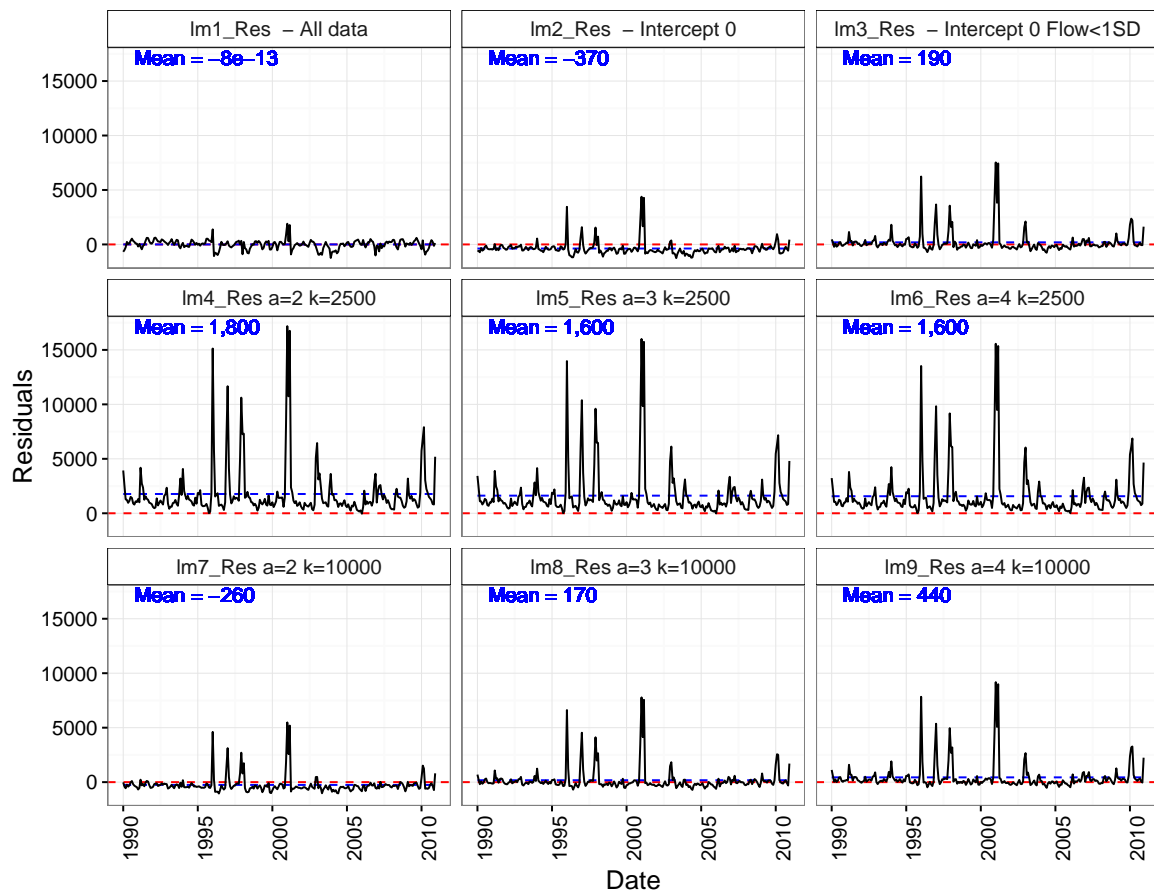 lm1_Res – All data
lm2_Res – Intercept 0
lm3_Res – Intercept 0 Flow<1SD
Mean = –8e–13
Mean = –370
Mean = 190
15000
10000
5000
0
lm4_Res a=2 k=2500
lm5_Res a=3 k=2500
lm6_Res a=4 k=2500
Mean = 1,800
Mean = 1,600
Mean = 1,600
15000
10000
5000
0
Residuals
lm7_Res a=2 k=10000
lm8_Res a=3 k=10000
lm9_Res a=4 k=10000
Mean = –260
Mean = 170
Mean = 440
15000
10000
5000
0
1990 1995 2000 2005 2010
1990 1995 2000 2005 2010
1990 1995 2000 2005 2010
Date